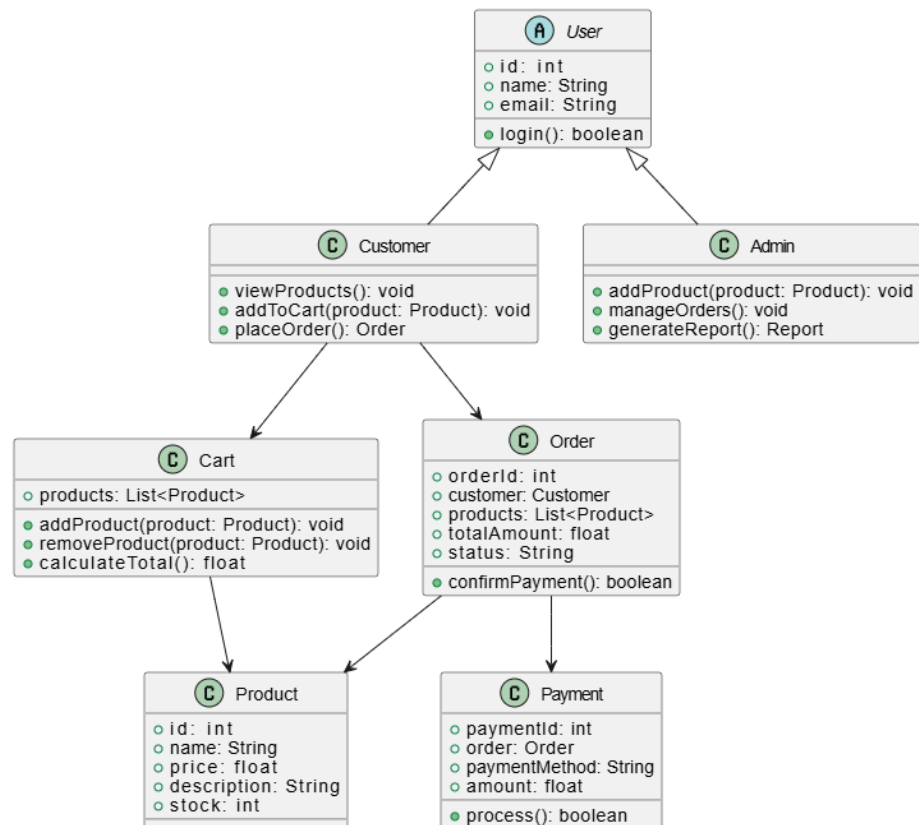 A User
id: int
name: String
email: String
login(): boolean
C Customer
viewProducts(): void
addToCart(product: Product): void
placeOrder(): Order
C Admin
addProduct(product: Product): void
manageOrders(): void
generateReport(): Report
C Cart
products: List<Product>
addProduct(product: Product): void
removeProduct(product: Product): void
calculateTotal(): float
C Order
orderId: int
customer: Customer
products: List<Product>
totalAmount: float
status: String
confirmPayment(): boolean
C Product
id: int
name: String
price: float
description: String
stock: int
C Payment
paymentId: int
order: Order
paymentMethod: String
amount: float
process(): boolean